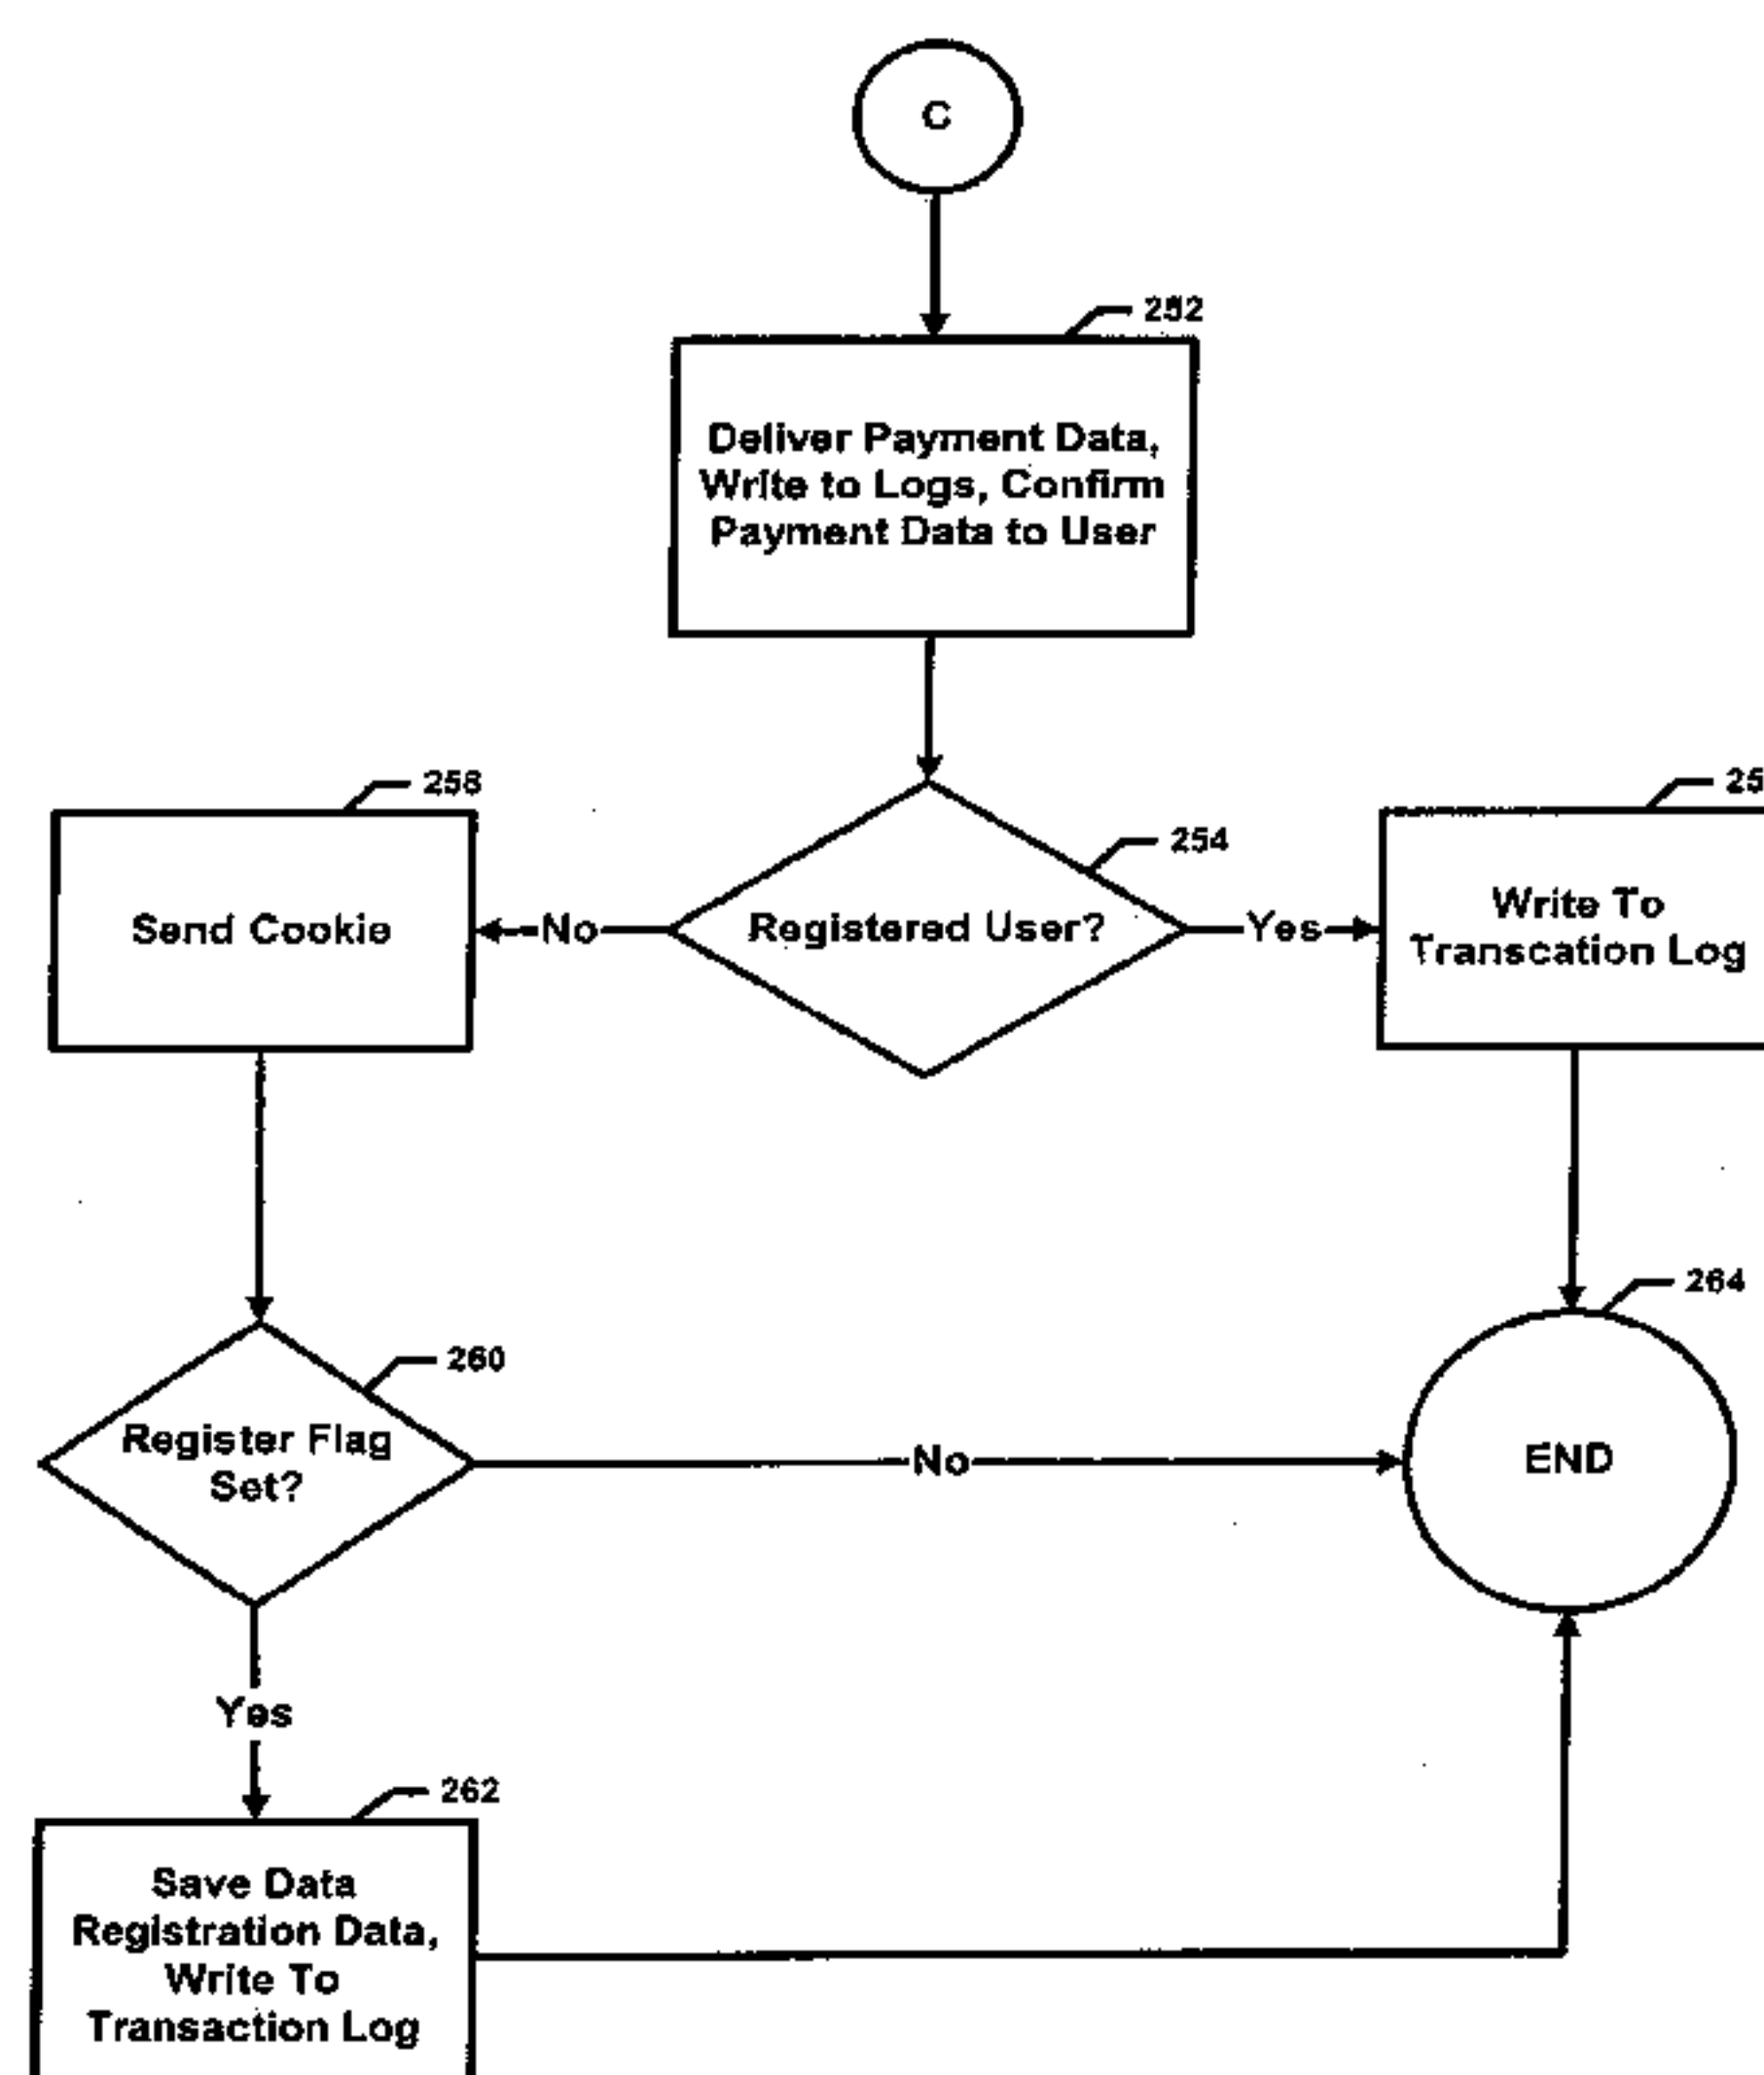 C
252
Deliver Payment Data,
Write to Logs, Confirm
Payment Data to User
258
254
25
Send Cookie
No
Registered User?
Yes
Write To
Transcation Log
264
260
Register Flag
Set?
No
END
Yes
262
Save Data
Registration Data,
Write To
Transaction Log